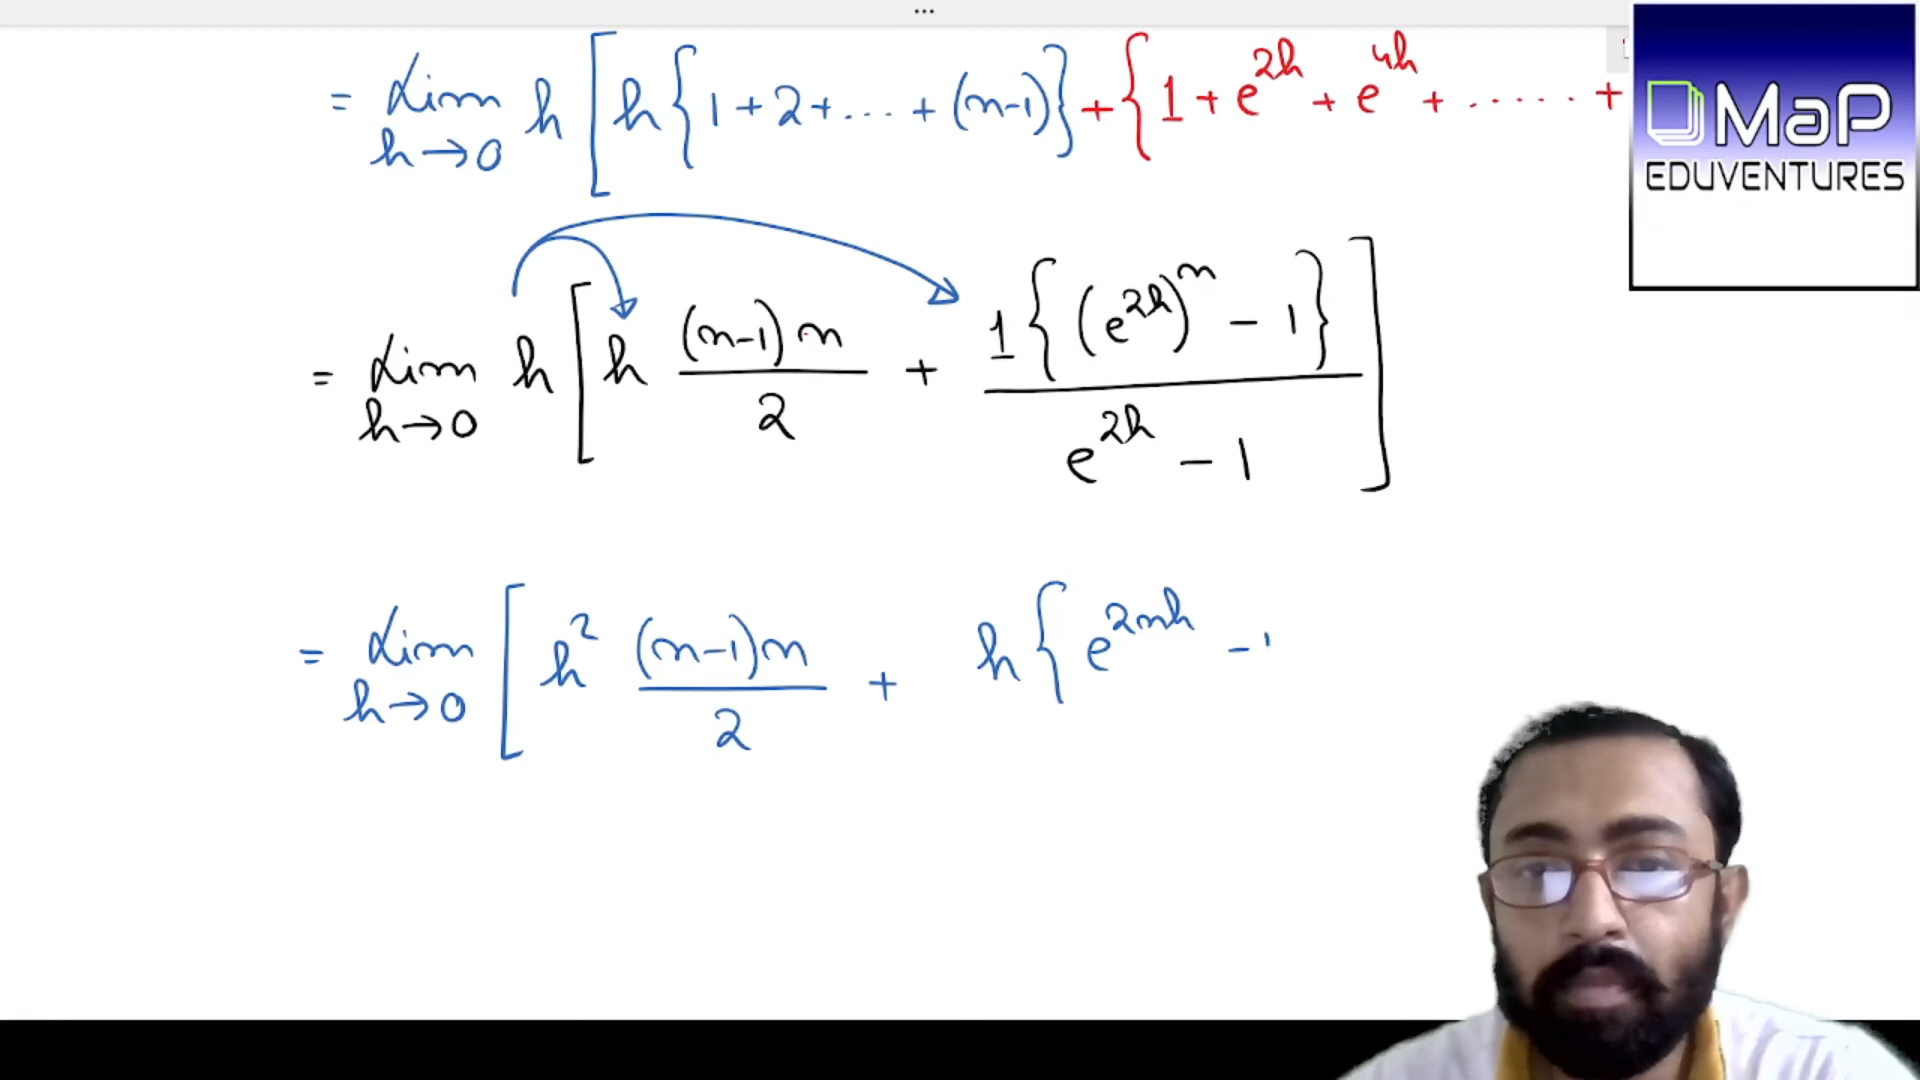 ...
= Lim h→0 h [ h { 1 + 2 + ... + (n-1) } + { 1 + e^{2h} + e^{4h} + ..... +
MaP
EDUVENTURES
= Lim h→0 h [ h (n-1)n / 2 + 1 { (e^{2h})^n - 1 } / e^{2h} - 1 ]
= Lim h→0 [ h^2 (n-1)n / 2 + h { e^{2nh} -